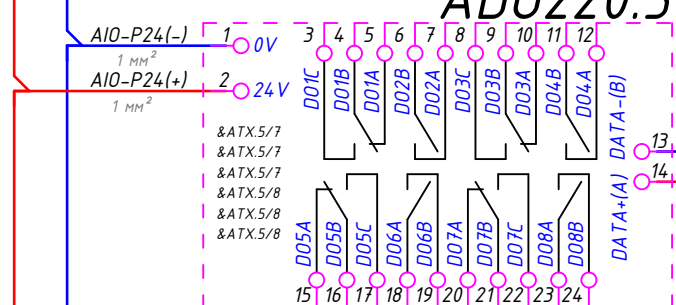 ADU220.5
AIO-P24(-) 1 0V
1 мм²
AIO-P24(+) 2 24V
1 мм²
3 4 5 6 7 8 9 10 11 12
DO1C DO1B DO1A DO2B DO2A DO3C DO3B DO3A DO4B DO4A
DATA-(B) 13
DATA+(A) 14
&ATX.5/7
&ATX.5/7
&ATX.5/7
&ATX.5/8
&ATX.5/8
&ATX.5/8
DO5A DO5B DO5C DO6A DO6B DO7A DO7B DO7C DO8A DO8B
15 16 17 18 19 20 21 22 23 24